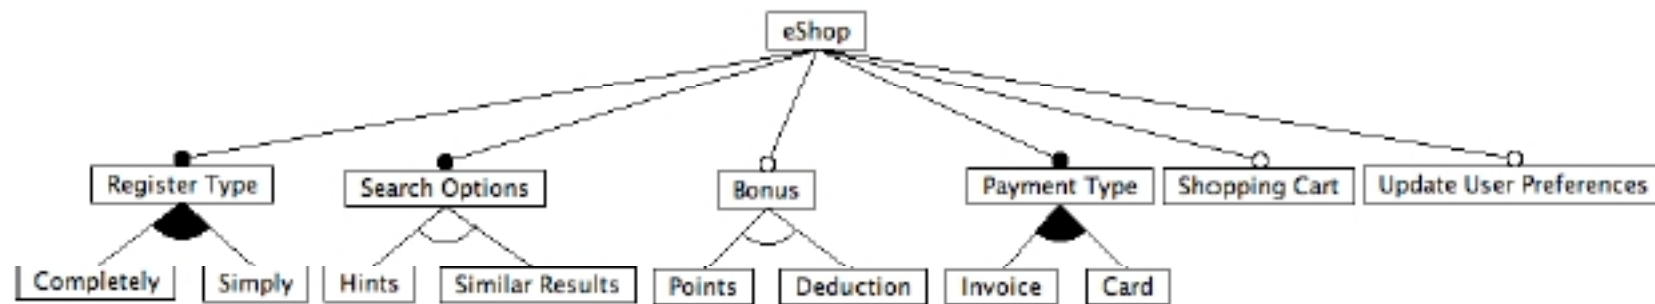 eShop
Register Type
Search Options
Bonus
Payment Type
Shopping Cart
Update User Preferences
Completely
Simply
Hints
Similar Results
Points
Deduction
Invoice
Card